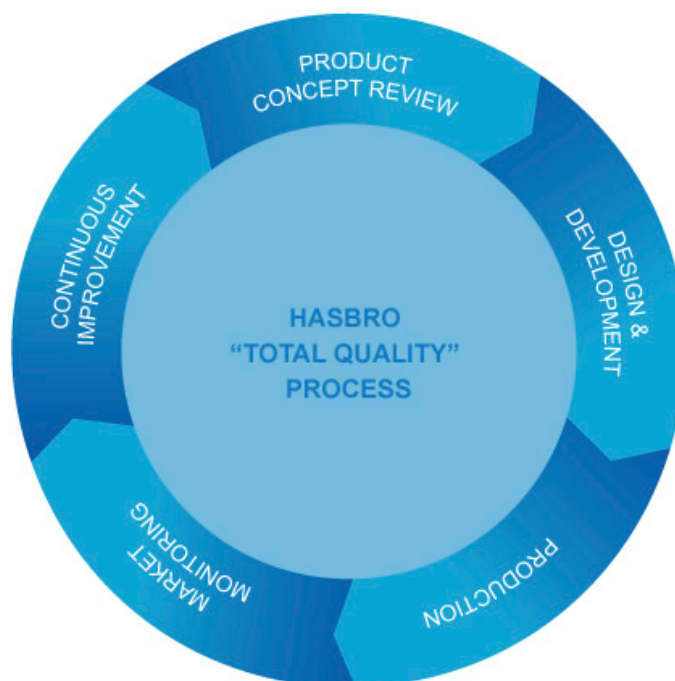 PRODUCT
CONCEPT REVIEW
DESIGN &
DEVELOPMENT
PRODUCTION
MARKET
MONITORING
CONTINUOUS
IMPROVEMENT
HASBRO
“TOTAL QUALITY”
PROCESS